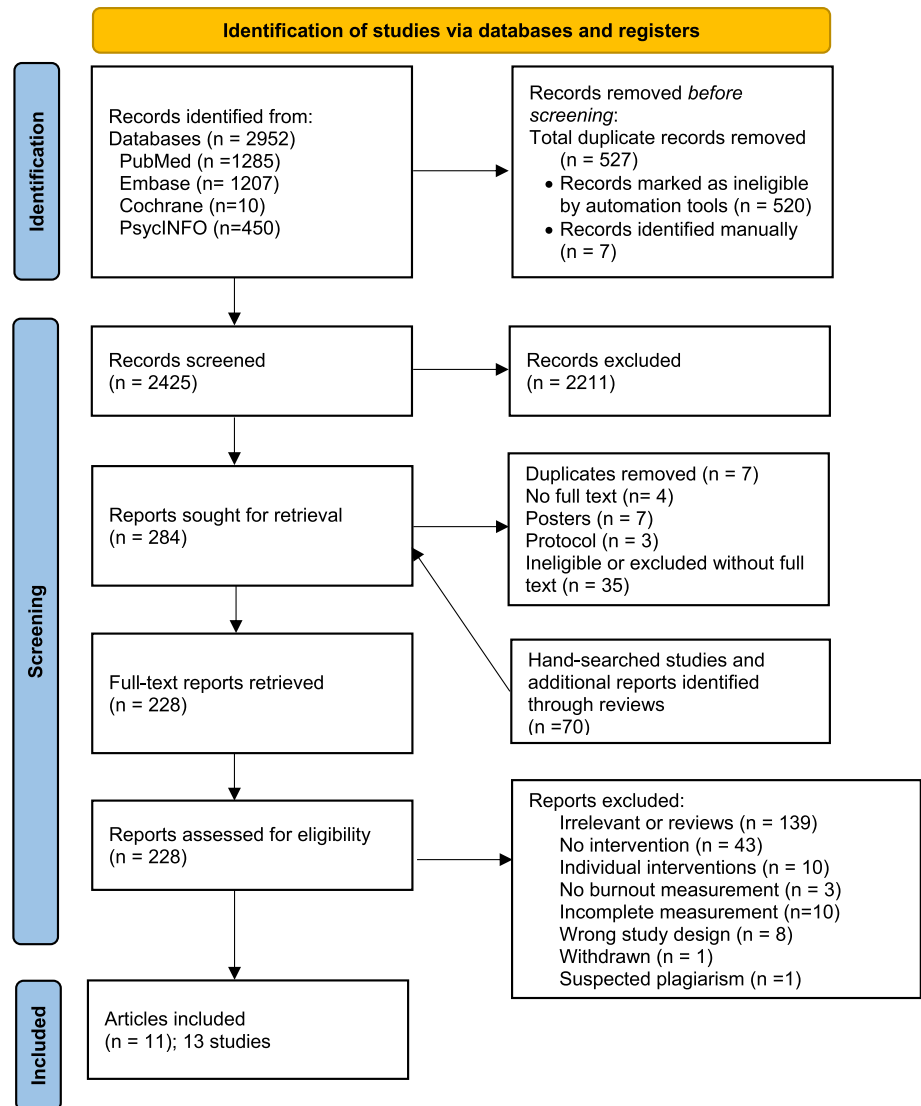 Identification of studies via databases and registers
Identification
Records identified from:
Databases (n = 2952)
PubMed (n =1285)
Embase (n= 1207)
Cochrane (n=10)
PsycINFO (n=450)
Records removed before
screening:
Total duplicate records removed
(n = 527)
• Records marked as ineligible
by automation tools (n = 520)
• Records identified manually
(n = 7)
Screening
Records screened
(n = 2425)
Records excluded
(n = 2211)
Reports sought for retrieval
(n = 284)
Duplicates removed (n = 7)
No full text (n= 4)
Posters (n = 7)
Protocol (n = 3)
Ineligible or excluded without full
text (n = 35)
Full-text reports retrieved
(n = 228)
Hand-searched studies and
additional reports identified
through reviews
(n =70)
Reports assessed for eligibility
(n = 228)
Reports excluded:
Irrelevant or reviews (n = 139)
No intervention (n = 43)
Individual interventions (n = 10)
No burnout measurement (n = 3)
Incomplete measurement (n=10)
Wrong study design (n = 8)
Withdrawn (n = 1)
Suspected plagiarism (n =1)
Included
Articles included
(n = 11); 13 studies